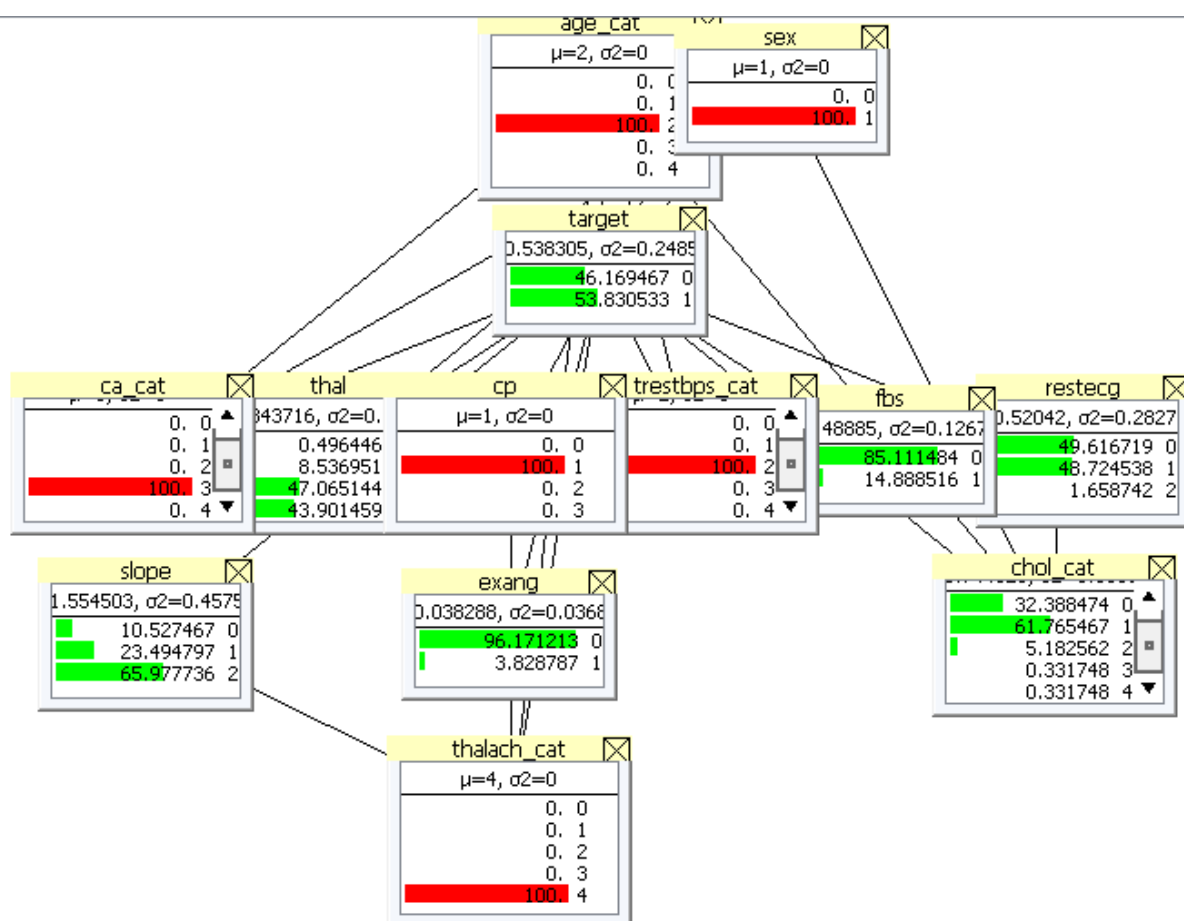 age_cat
μ=2, σ2=0
0. 0
0. 1
100. 2
0. 3
0. 4
sex
μ=1, σ2=0
0. 0
100. 1
target
0.538305, σ2=0.2485
46.169467 0
53.830533 1
ca_cat
0. 0
0. 1
0. 2
100. 3
0. 4
thal
343716, σ2=0.
0.496446
8.536951
47.065144
43.901459
cp
μ=1, σ2=0
0. 0
100. 1
0. 2
0. 3
trestbps_cat
0. 0
0. 1
100. 2
0. 3
0. 4
fbs
48885, σ2=0.1267
85.111484 0
14.888516 1
restecg
0.52042, σ2=0.2827
49.616719 0
48.724538 1
1.658742 2
slope
1.554503, σ2=0.4575
10.527467 0
23.494797 1
65.977736 2
exang
0.038288, σ2=0.0368
96.171213 0
3.828787 1
chol_cat
32.388474 0
61.765467 1
5.182562 2
0.331748 3
0.331748 4
thalach_cat
μ=4, σ2=0
0. 0
0. 1
0. 2
0. 3
100. 4